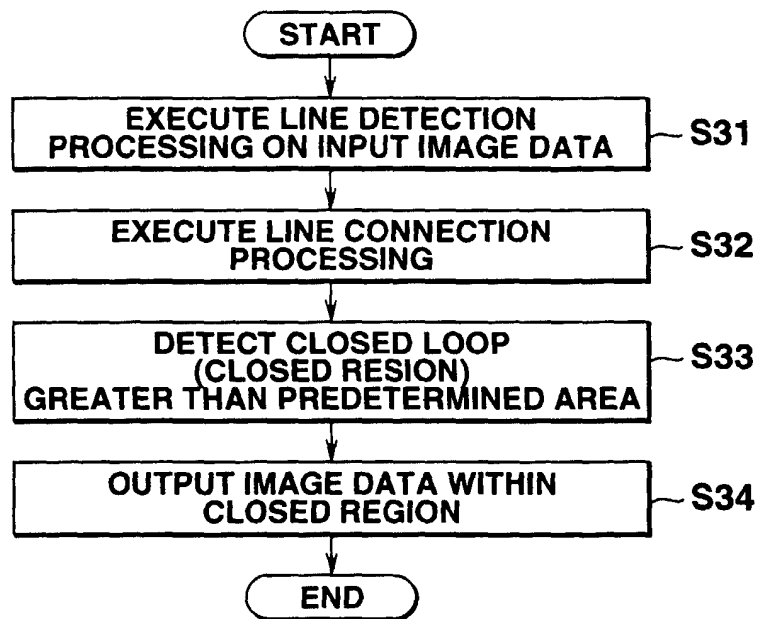 START
EXECUTE LINE DETECTION
PROCESSING ON INPUT IMAGE DATA
S31
EXECUTE LINE CONNECTION
PROCESSING
S32
DETECT CLOSED LOOP
(CLOSED RESION)
GREATER THAN PREDETERMINED AREA
S33
OUTPUT IMAGE DATA WITHIN
CLOSED REGION
S34
END